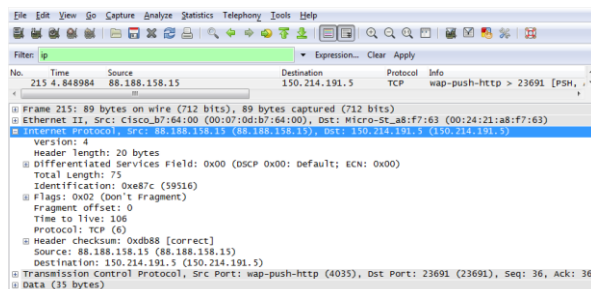 File Edit View Go Capture Analyze Statistics Telephony Tools Help
Filter: ip Expression... Clear Apply
No. Time Source Destination Protocol Info
215 4.848984 88.188.158.15 150.214.191.5 TCP wap-push-http > 23691 [PSH,
Frame 215: 89 bytes on wire (712 bits), 89 bytes captured (712 bits)
Ethernet II, Src: Cisco_b7:64:00 (00:07:0d:b7:64:00), Dst: Micro-St_a8:f7:63 (00:24:21:a8:f7:63)
Internet Protocol, Src: 88.188.158.15 (88.188.158.15), Dst: 150.214.191.5 (150.214.191.5)
Version: 4
Header length: 20 bytes
Differentiated Services Field: 0x00 (DSCP 0x00: Default; ECN: 0x00)
Total Length: 75
Identification: 0xe87c (59516)
Flags: 0x02 (Don't Fragment)
Fragment offset: 0
Time to live: 106
Protocol: TCP (6)
Header checksum: 0xdb88 [correct]
Source: 88.188.158.15 (88.188.158.15)
Destination: 150.214.191.5 (150.214.191.5)
Transmission Control Protocol, Src Port: wap-push-http (4035), Dst Port: 23691 (23691), Seq: 36, Ack: 36
Data (35 bytes)